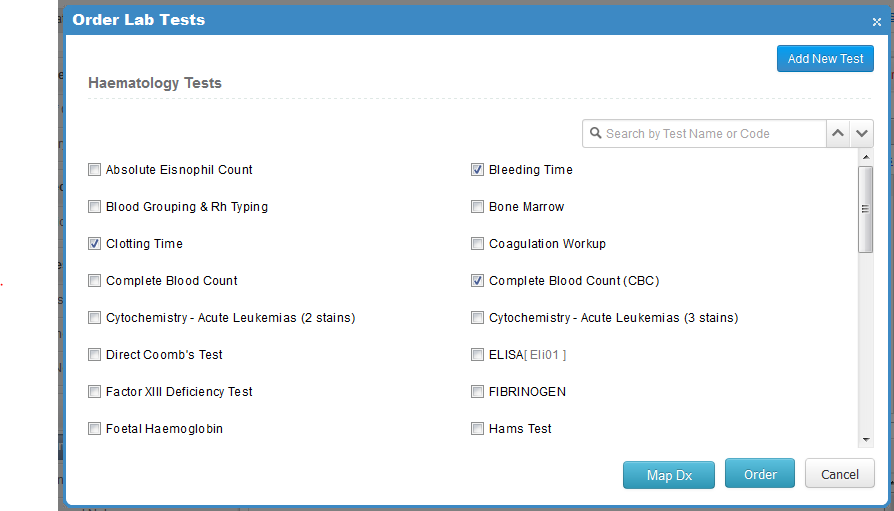 Order Lab Tests
Add New Test
Haematology Tests
Search by Test Name or Code
Absolute Eisnophil Count
Bleeding Time
Blood Grouping & Rh Typing
Bone Marrow
Clotting Time
Coagulation Workup
Complete Blood Count
Complete Blood Count (CBC)
Cytochemistry - Acute Leukemias (2 stains)
Cytochemistry - Acute Leukemias (3 stains)
Direct Coomb's Test
ELISA[ Eli01 ]
Factor XIII Deficiency Test
FIBRINOGEN
Foetal Haemoglobin
Hams Test
Map Dx
Order
Cancel